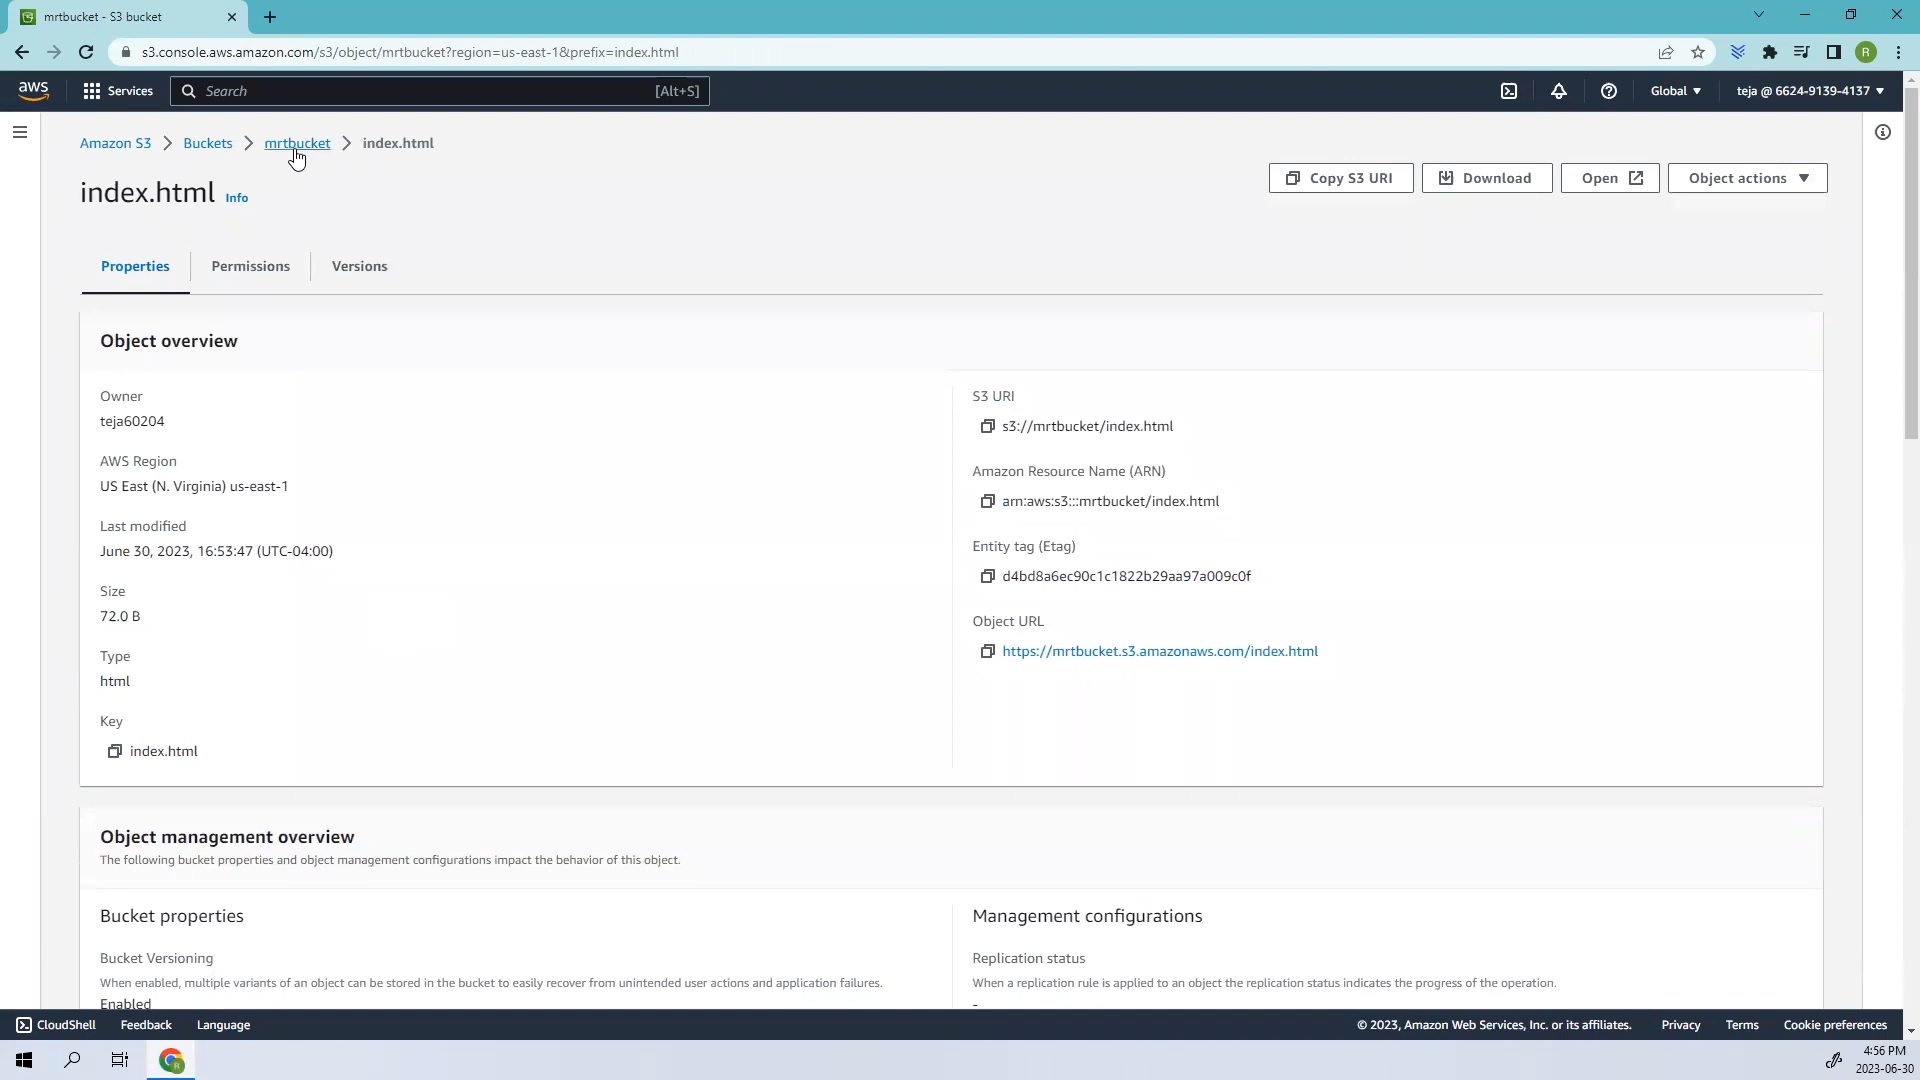 mrtbucket - S3 bucket
s3.console.aws.amazon.com/s3/object/mrtbucket?region=us-east-1&prefix=index.html
R
aws
Services
Search
[Alt+S]
Global
teja @ 6624-9139-4137
Amazon S3
Buckets
mrtbucket
index.html
index.html
Info
Copy S3 URI
Download
Open
Object actions
Properties
Permissions
Versions
Object overview
Owner
teja60204
AWS Region
US East (N. Virginia) us-east-1
Last modified
June 30, 2023, 16:53:47 (UTC-04:00)
Size
72.0 B
Type
html
Key
index.html
S3 URI
s3://mrtbucket/index.html
Amazon Resource Name (ARN)
arn:aws:s3:::mrtbucket/index.html
Entity tag (Etag)
d4bd8a6ec90c1c1822b29aa97a009c0f
Object URL
https://mrtbucket.s3.amazonaws.com/index.html
Object management overview
The following bucket properties and object management configurations impact the behavior of this object.
Bucket properties
Bucket Versioning
When enabled, multiple variants of an object can be stored in the bucket to easily recover from unintended user actions and application failures.
Enabled
Management configurations
Replication status
When a replication rule is applied to an object the replication status indicates the progress of the operation.
-
CloudShell
Feedback
Language
© 2023, Amazon Web Services, Inc. or its affiliates.
Privacy
Terms
Cookie preferences
R
4:56 PM
2023-06-30